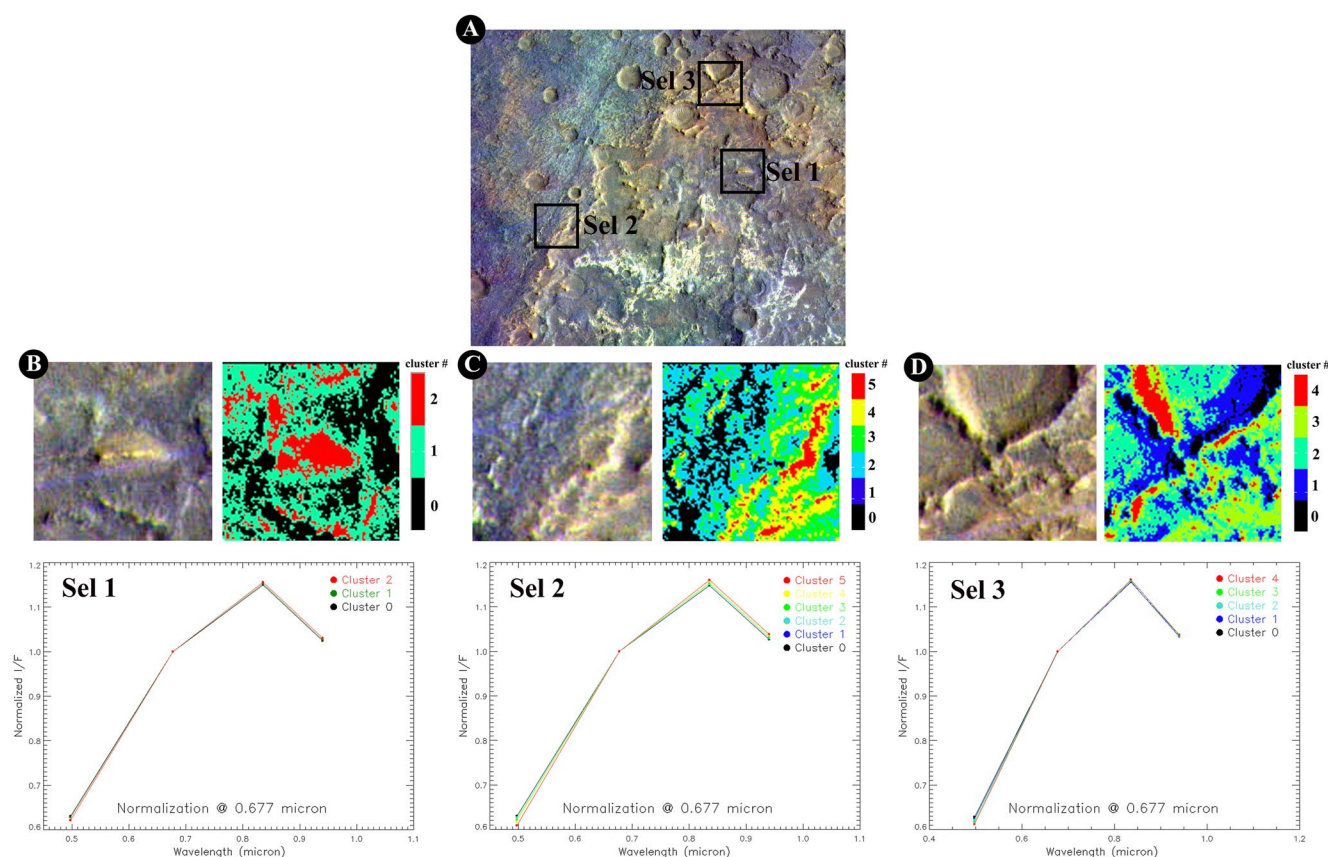 A
Sel 3
Sel 1
Sel 2
B
cluster #
2
1
0
C
cluster #
5
4
3
2
1
0
D
cluster #
4
3
2
1
0
Sel 1
Cluster 2
Cluster 1
Cluster 0
Normalized I/F
1.2
1.1
1.0
0.9
0.8
0.7
0.6
Normalization @ 0.677 micron
0.5 0.6 0.7 0.8 0.9 1.0 1.1
Wavelength (micron)
Sel 2
Cluster 5
Cluster 4
Cluster 3
Cluster 2
Cluster 1
Cluster 0
Normalized I/F
1.2
1.1
1.0
0.9
0.8
0.7
0.6
Normalization @ 0.677 micron
0.5 0.6 0.7 0.8 0.9 1.0 1.1
Wavelength (micron)
Sel 3
Cluster 4
Cluster 3
Cluster 2
Cluster 1
Cluster 0
Normalized I/F
1.2
1.1
1.0
0.9
0.8
0.7
0.6
Normalization @ 0.677 micron
0.4 0.6 0.8 1.0 1.2
Wavelength (micron)